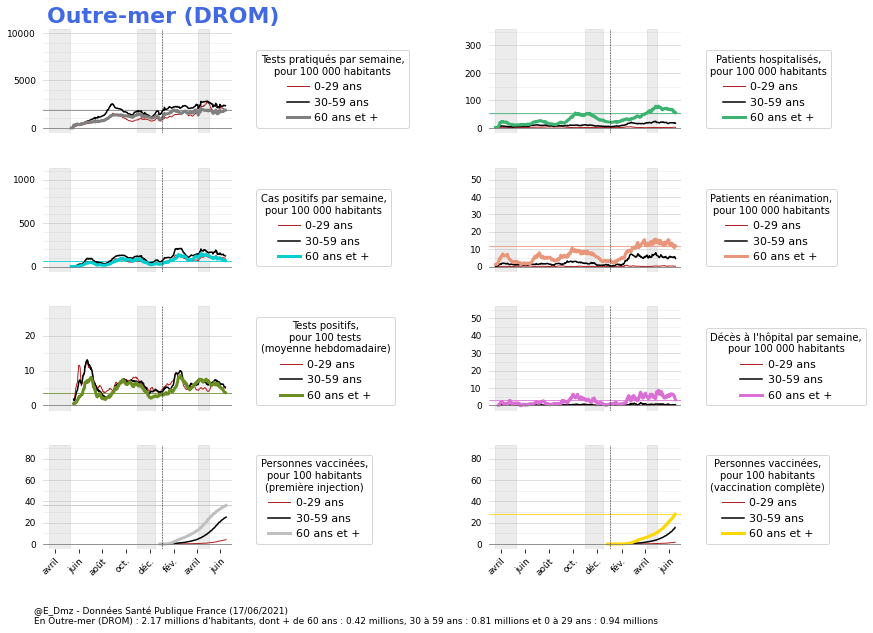 Outre-mer (DROM)
10000
5000
0
Tests pratiqués par semaine,
pour 100 000 habitants
0-29 ans
30-59 ans
60 ans et +
300
200
100
0
Patients hospitalisés,
pour 100 000 habitants
0-29 ans
30-59 ans
60 ans et +
1000
500
0
Cas positifs par semaine,
pour 100 000 habitants
0-29 ans
30-59 ans
60 ans et +
50
40
30
20
10
0
Patients en réanimation,
pour 100 000 habitants
0-29 ans
30-59 ans
60 ans et +
20
10
0
Tests positifs,
pour 100 tests
(moyenne hebdomadaire)
0-29 ans
30-59 ans
60 ans et +
50
40
30
20
10
0
Décès à l'hôpital par semaine,
pour 100 000 habitants
0-29 ans
30-59 ans
60 ans et +
80
60
40
20
0
avril
juin
août
oct.
déc.
fév.
avril
juin
Personnes vaccinées,
pour 100 habitants
(première injection)
0-29 ans
30-59 ans
60 ans et +
80
60
40
20
0
avril
juin
août
oct.
déc.
fév.
avril
juin
Personnes vaccinées,
pour 100 habitants
(vaccination complète)
0-29 ans
30-59 ans
60 ans et +
@E_Dmz - Données Santé Publique France (17/06/2021)
En Outre-mer (DROM) : 2.17 millions d'habitants, dont + de 60 ans : 0.42 millions, 30 à 59 ans : 0.81 millions et 0 à 29 ans : 0.94 millions